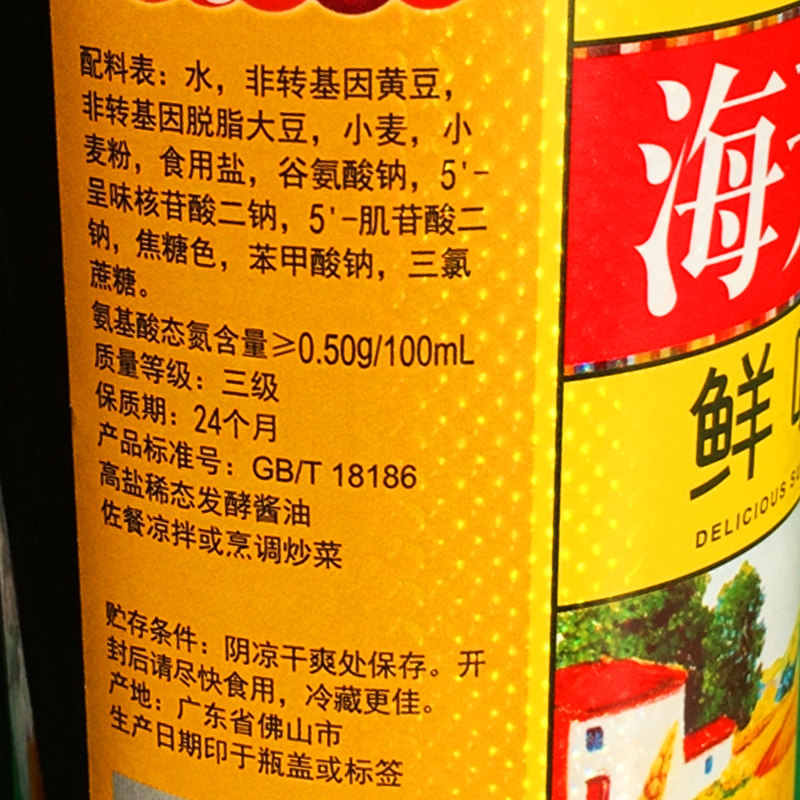 配料表：水，非转基因黄豆，
非转基因脱脂大豆，小麦，小
麦粉，食用盐，谷氨酸钠，5'-
呈味核苷酸二钠，5'-肌苷酸二
钠，焦糖色，苯甲酸钠，三氯
蔗糖。
氨基酸态氮含量≥0.50g/100mL
质量等级：三级
保质期：24个月
产品标准号：GB/T 18186
高盐稀态发酵酱油
佐餐凉拌或烹调炒菜
贮存条件：阴凉干爽处保存。开
封后请尽快食用，冷藏更佳。
产地：广东省佛山市
生产日期印于瓶盖或标签
海
鲜
DELICIOUS